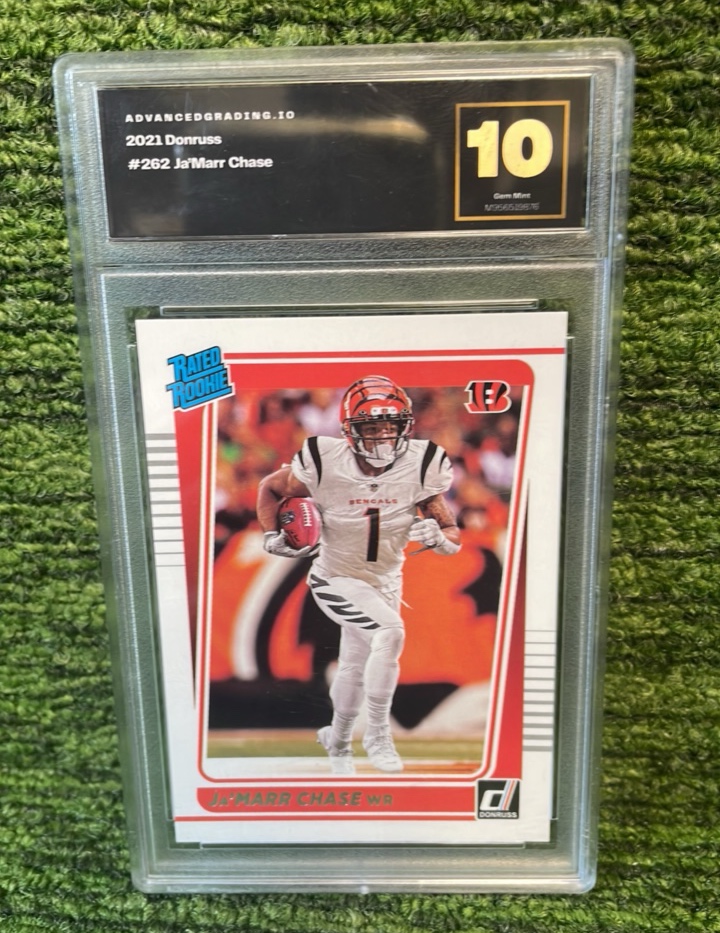 ADVANCEDGRADING.IO
2021 Donruss
#262 Ja'Marr Chase
10
Gem Mint
RATED
ROOKIE
B
BENGALS
1
Ja'MARR CHASE WR
d
DONRUSS